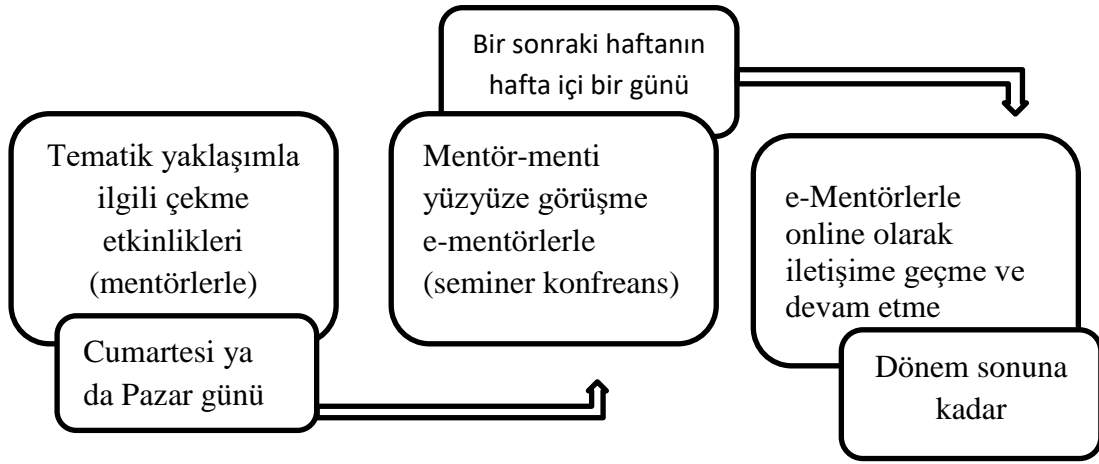 Tematik yaklaşımla
ilgili çekme
etkinlikleri
(mentörlerle)
Cumartesi ya
da Pazar günü
Bir sonraki haftanın
hafta içi bir günü
Mentör-menti
yüzyüze görüşme
e-mentörlerle
(seminer konfreans)
e-Mentörlerle
online olarak
iletişime geçme ve
devam etme
Dönem sonuna
kadar